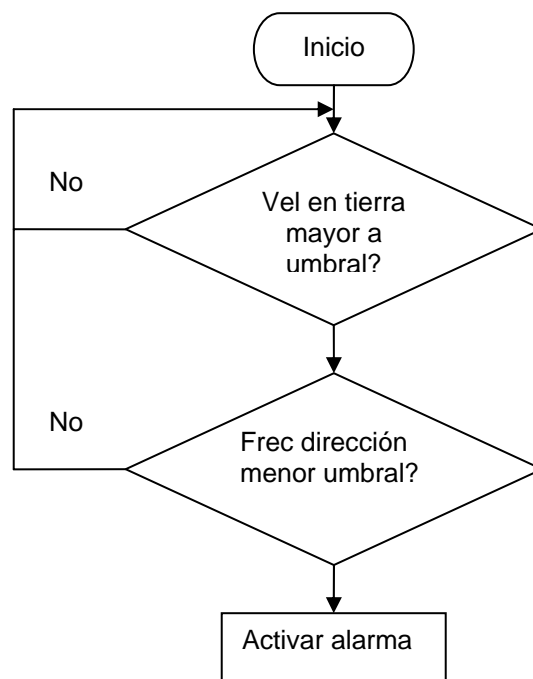 Inicio
No
Vel en tierra
mayor a
umbral?
No
Frec dirección
menor umbral?
Activar alarma